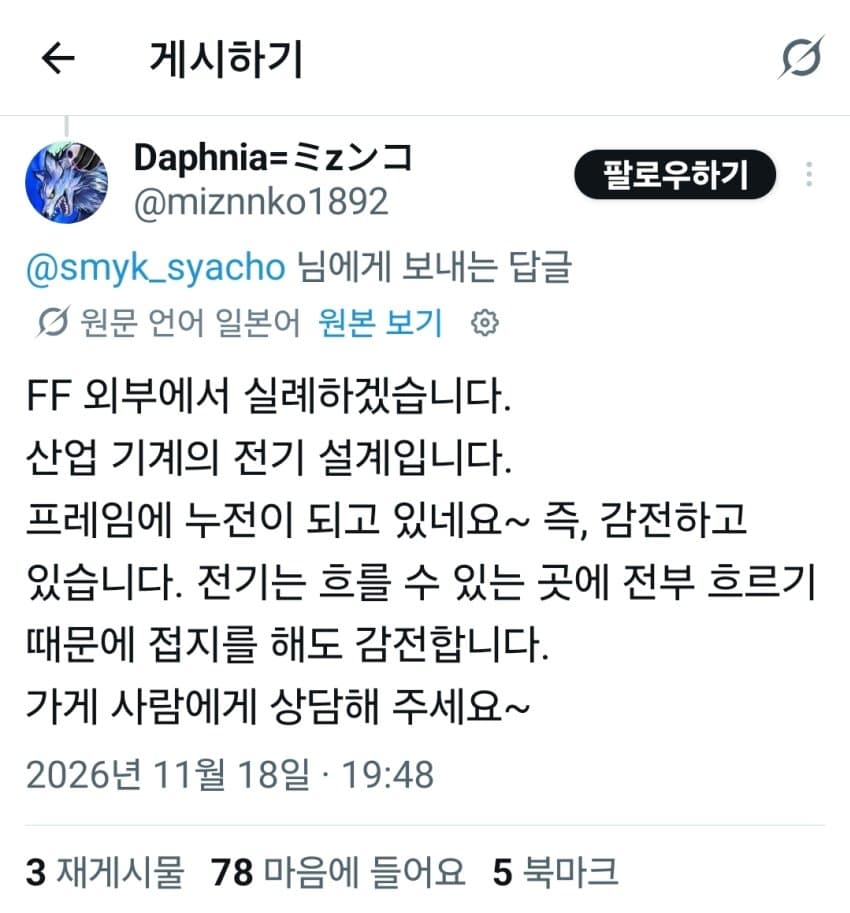 게시하기
Daphnia=ミzンコ
팔로우하기
@miznnko1892
@smyk_syacho 님에게 보내는 답글
원문 언어 일본어 원본 보기
FF 외부에서 실례하겠습니다.
산업 기계의 전기 설계입니다.
프레임에 누전이 되고 있네요~ 즉, 감전하고
있습니다. 전기는 흐를 수 있는 곳에 전부 흐르기
때문에 접지를 해도 감전합니다.
가게 사람에게 상담해 주세요~
2026년 11월 18일 · 19:48
3 재게시물 78 마음에 들어요 5 북마크